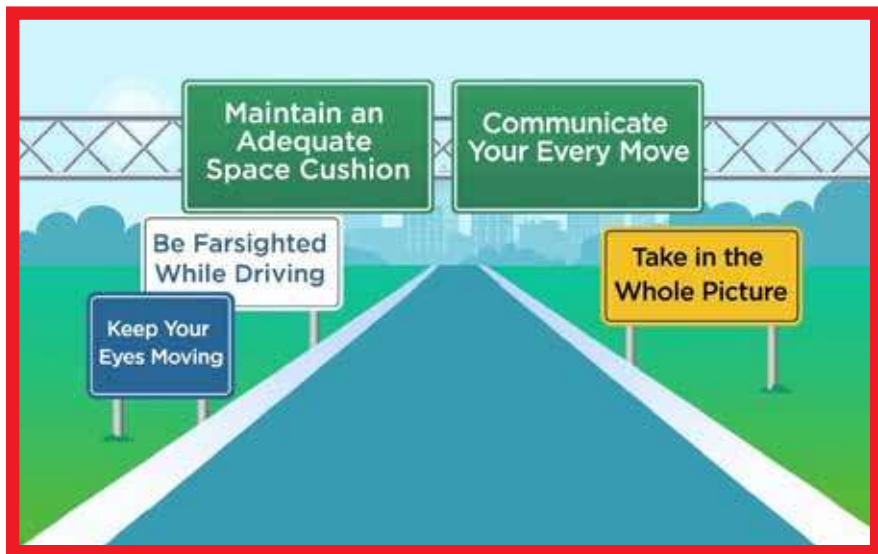 Maintain an
Adequate
Space Cushion
Communicate
Your Every Move
Be Farsighted
While Driving
Take in the
Whole Picture
Keep Your
Eyes Moving